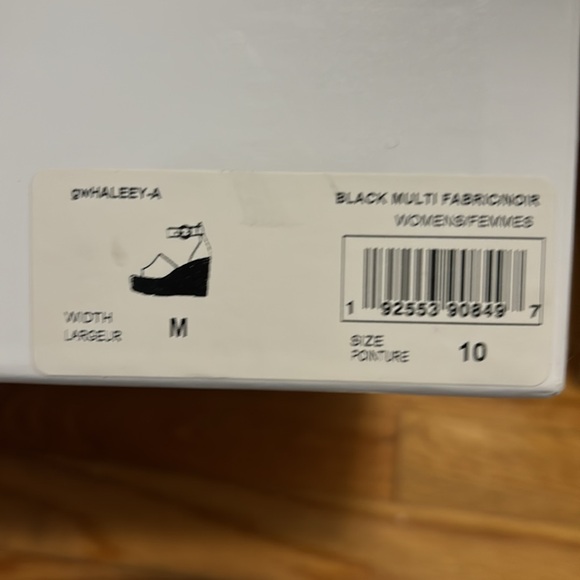 gwHALEEY-A
BLACK MULTI FABRIC/NOIR
WOMENS/FEMMES
1 92553 90849 7
WIDTH
LARGEUR
M
SIZE
POINTURE
10